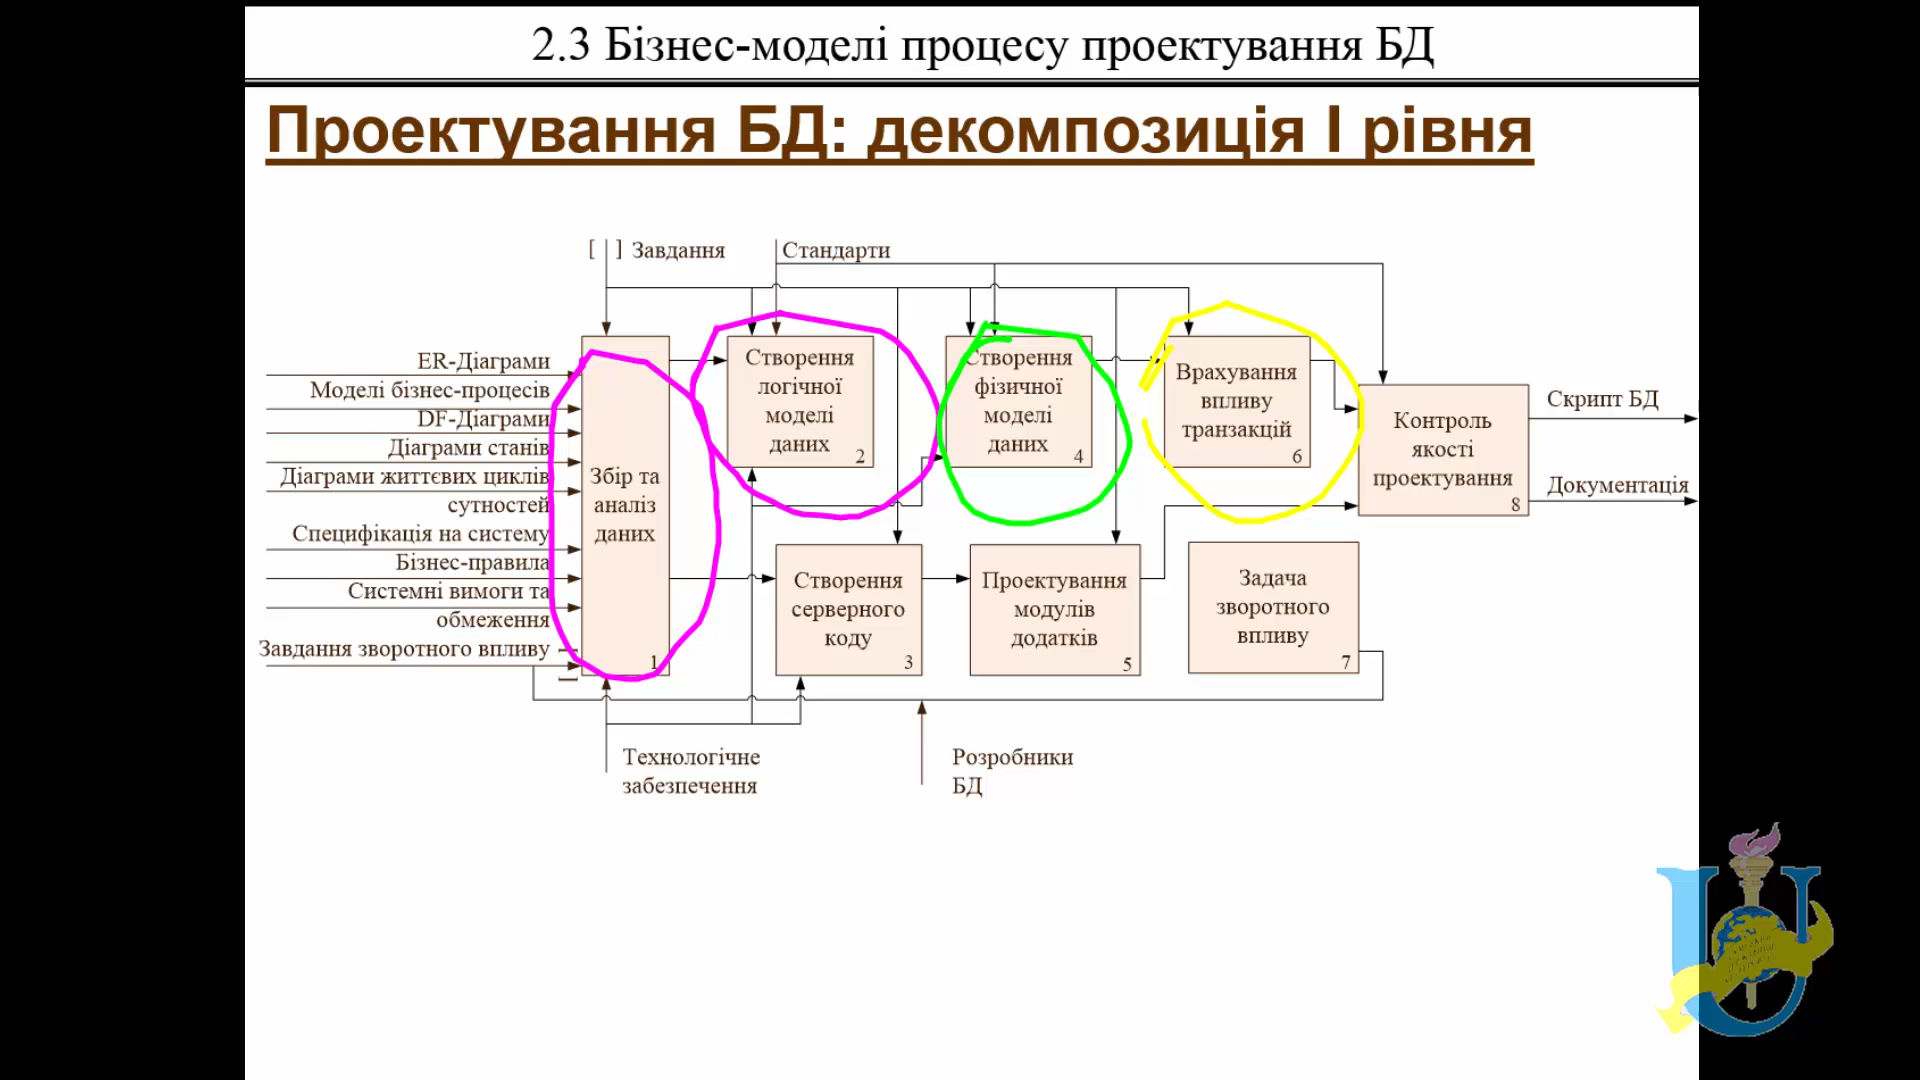 2.3 Бізнес-моделі процесу проектування БД
Проектування БД: декомпозиція І рівня
[ ] Завдання
Стандарти
ER-Діаграми
Моделі бізнес-процесів
DF-Діаграми
Діаграми станів
Діаграми життєвих циклів
сутностей
Специфікація на систему
Бізнес-правила
Системні вимоги та
обмеження
Завдання зворотного впливу
Збір та
аналіз
даних
1
Створення
логічної
моделі
даних
2
Створення
фізичної
моделі
даних
4
Врахування
впливу
транзакцій
6
Контроль
якості
проектування
8
Скрипт БД
Документація
Створення
серверного
коду
3
Проектування
модулів
додатків
5
Задача
зворотного
впливу
7
Технологічне
забезпечення
Розробники
БД